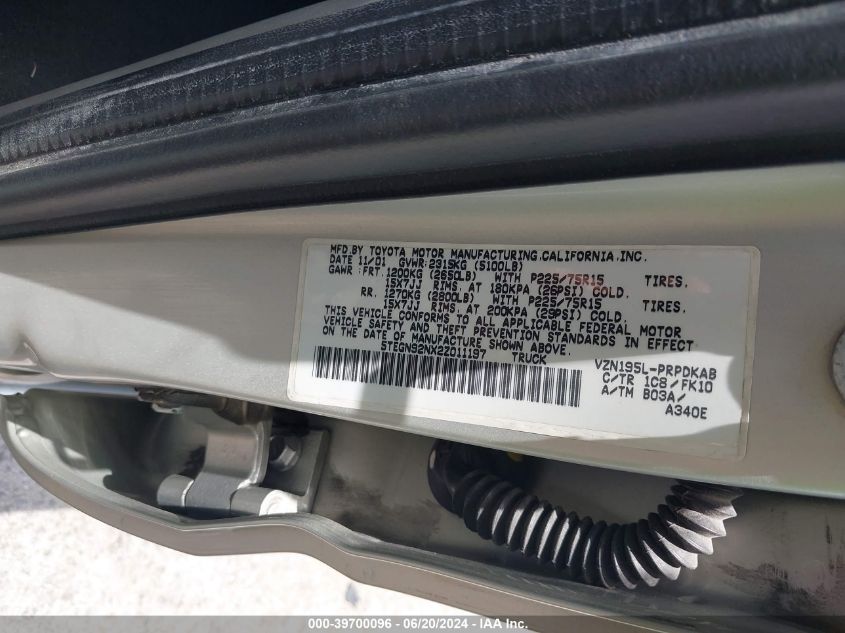 MFD.BY TOYOTA MOTOR MANUFACTURING,CALIFORNIA,INC.
DATE 11/01 GVWR:2315KG (5100LB)
GAWR: FRT. 1200KG (2650LB) WITH P225/75R15 TIRES.
15X7JJ RIMS. AT 180KPA (26PSI) COLD.
RR. 1270KG (2800LB) WITH P225/75R15 TIRES.
15X7JJ RIMS. AT 200KPA (29PSI) COLD.
THIS VEHICLE CONFORMS TO ALL APPLICABLE FEDERAL MOTOR
VEHICLE SAFETY AND THEFT PREVENTION STANDARDS IN EFFECT
ON THE DATE OF MANUFACTURE SHOWN ABOVE.
5TEGN92NX2Z011197 TRUCK
VZN195L-PRPDKAB
C/TR 1C8 /FK10
A/TM B03A/
A340E
000-39700096 - 06/20/2024 - IAA Inc.